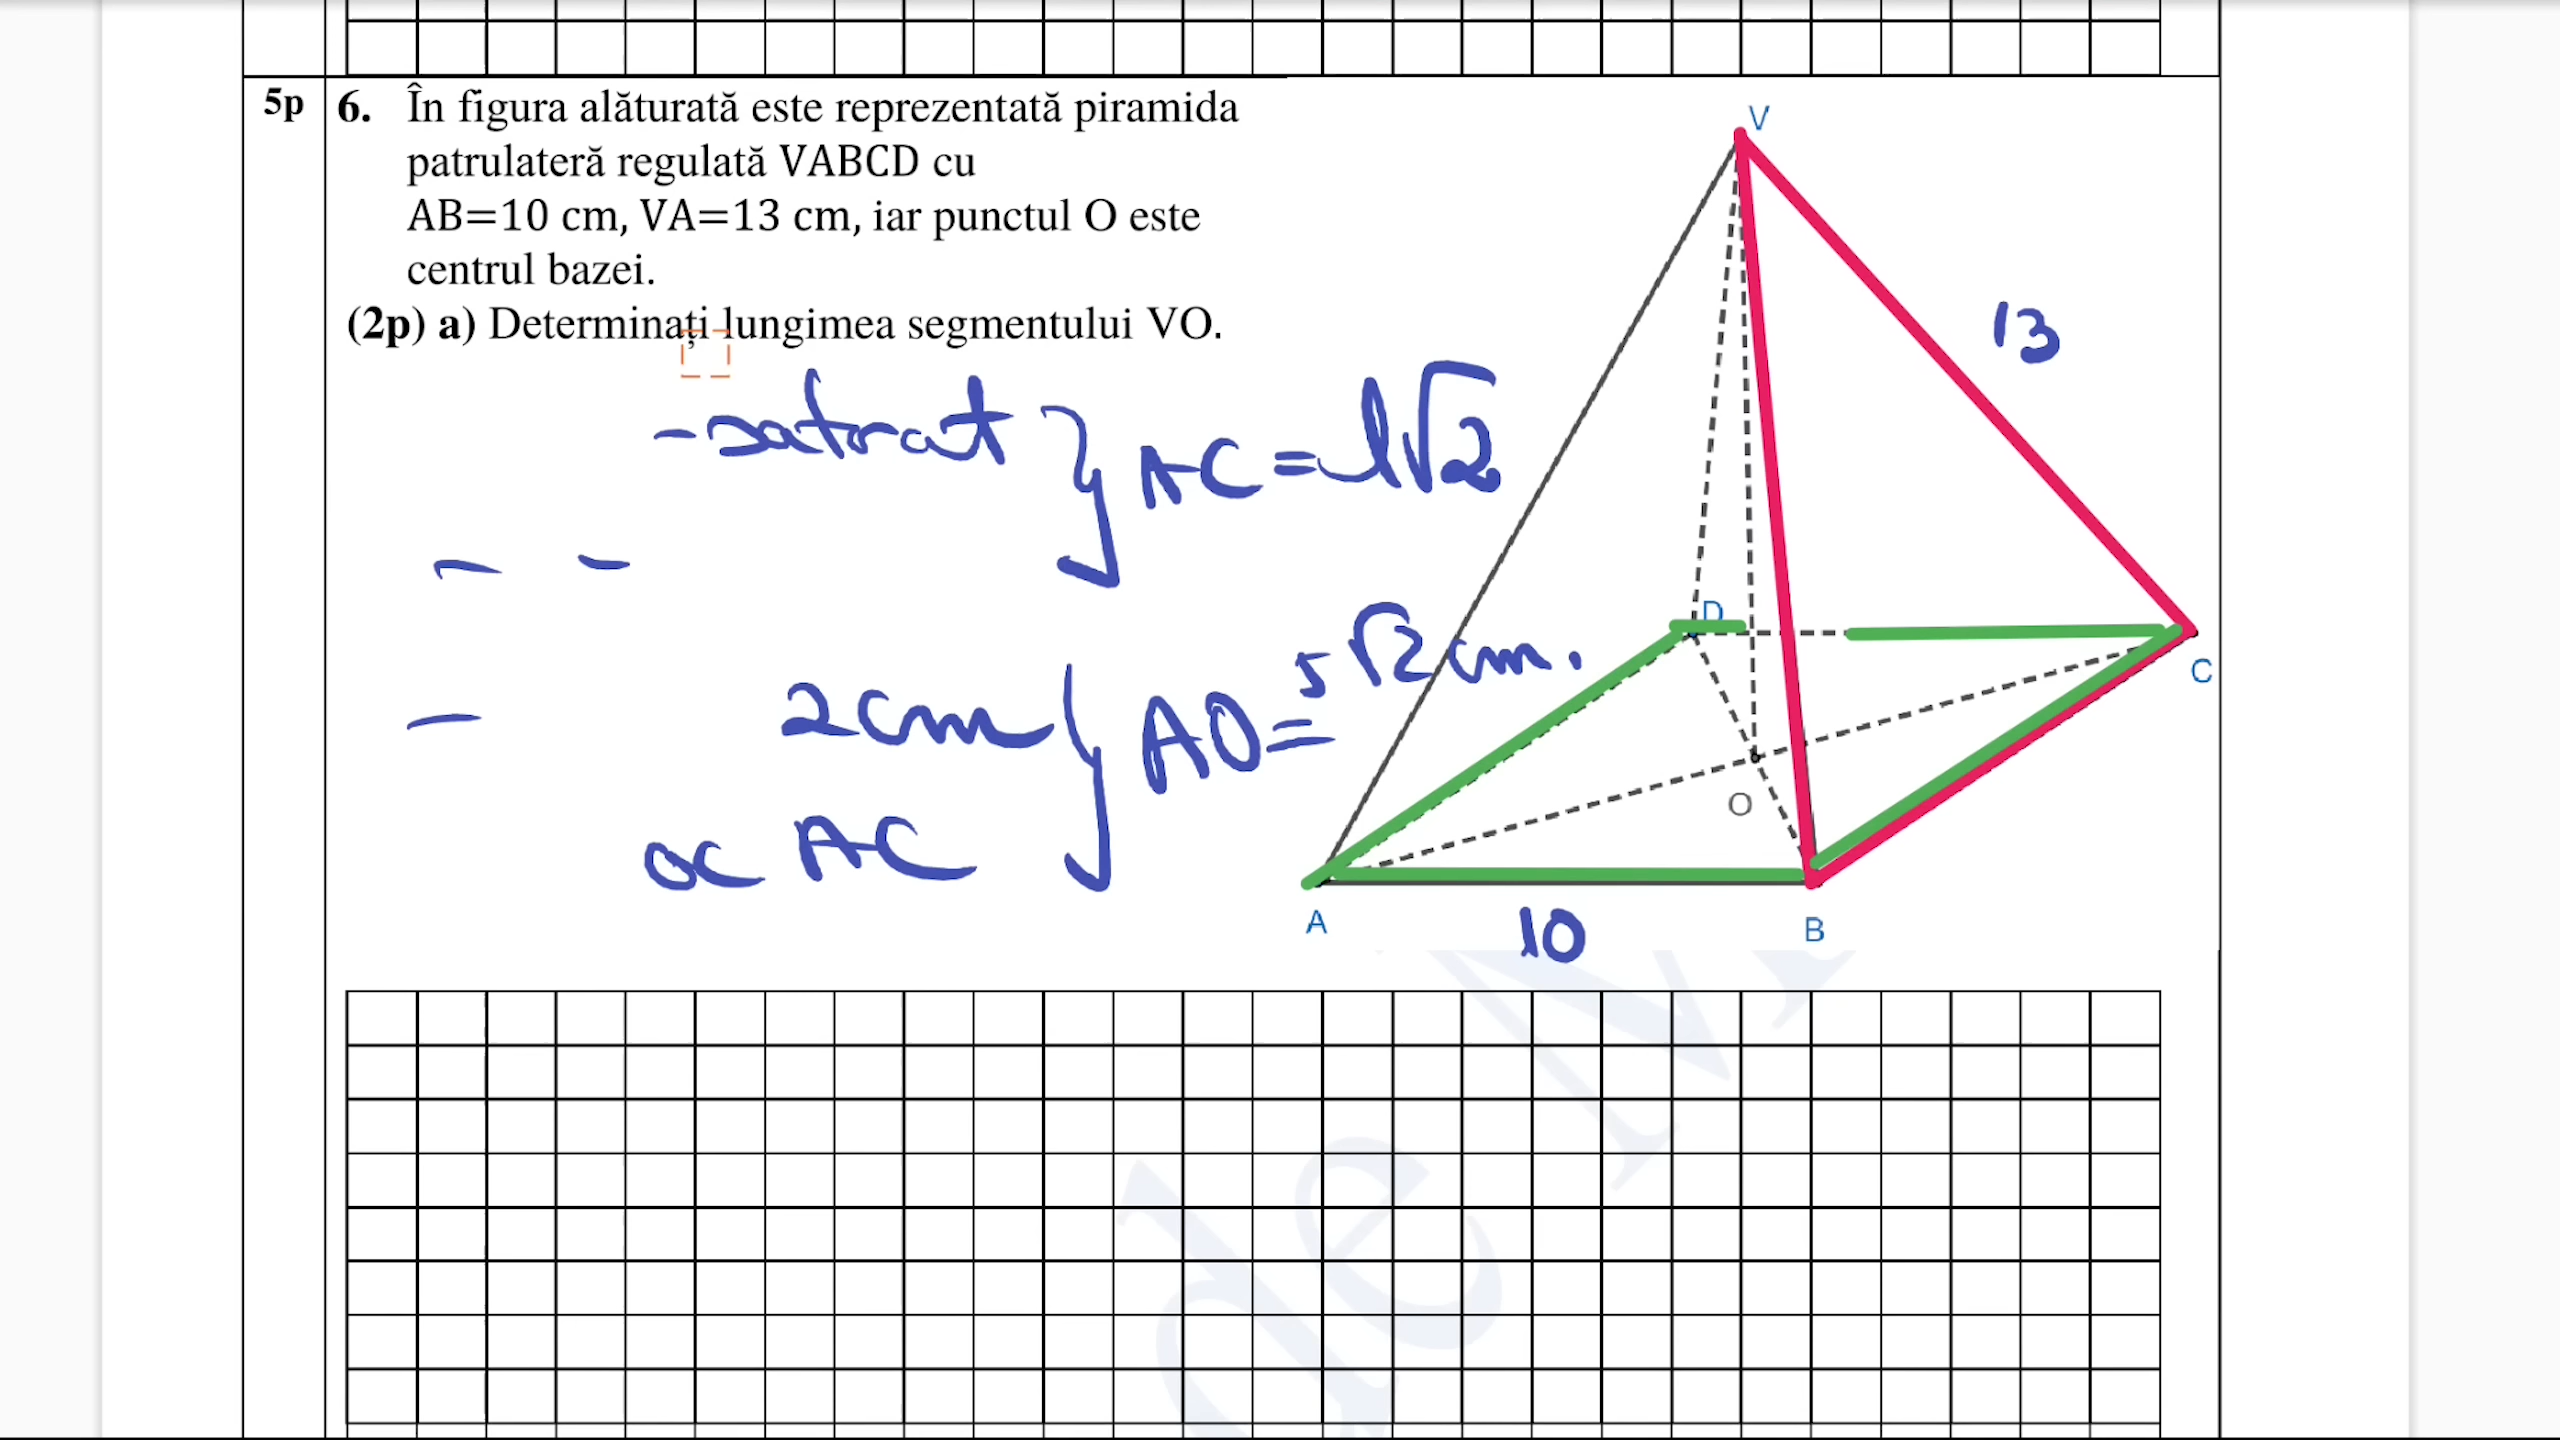 5p 6. În figura alăturată este reprezentată piramida
patrulateră regulată VABCD cu
AB=10 cm, VA=13 cm, iar punctul O este
centrul bazei.
(2p) a) Determinați lungimea segmentului VO.
AC = l√2
2cm
AO = 5√2 cm.
AC
V
13
D
C
O
A
10
B
de M